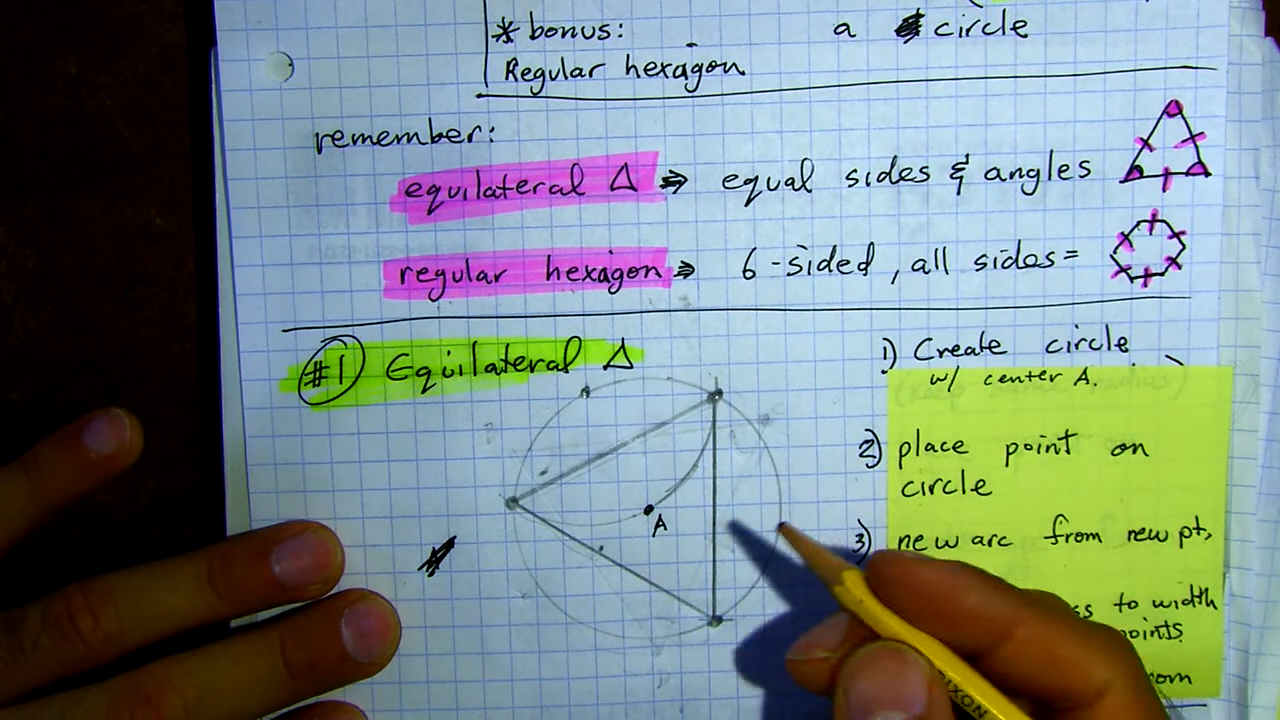 * bonus: a circle
Regular hexagon
remember:
equilateral Δ ⇒ equal sides & angles
regular hexagon ⇒ 6-sided, all sides =
#1 Equilateral Δ
A
1) Create circle
w/ center A.
2) place point on
circle
3) new arc from new pt,
to width
points
DIXON